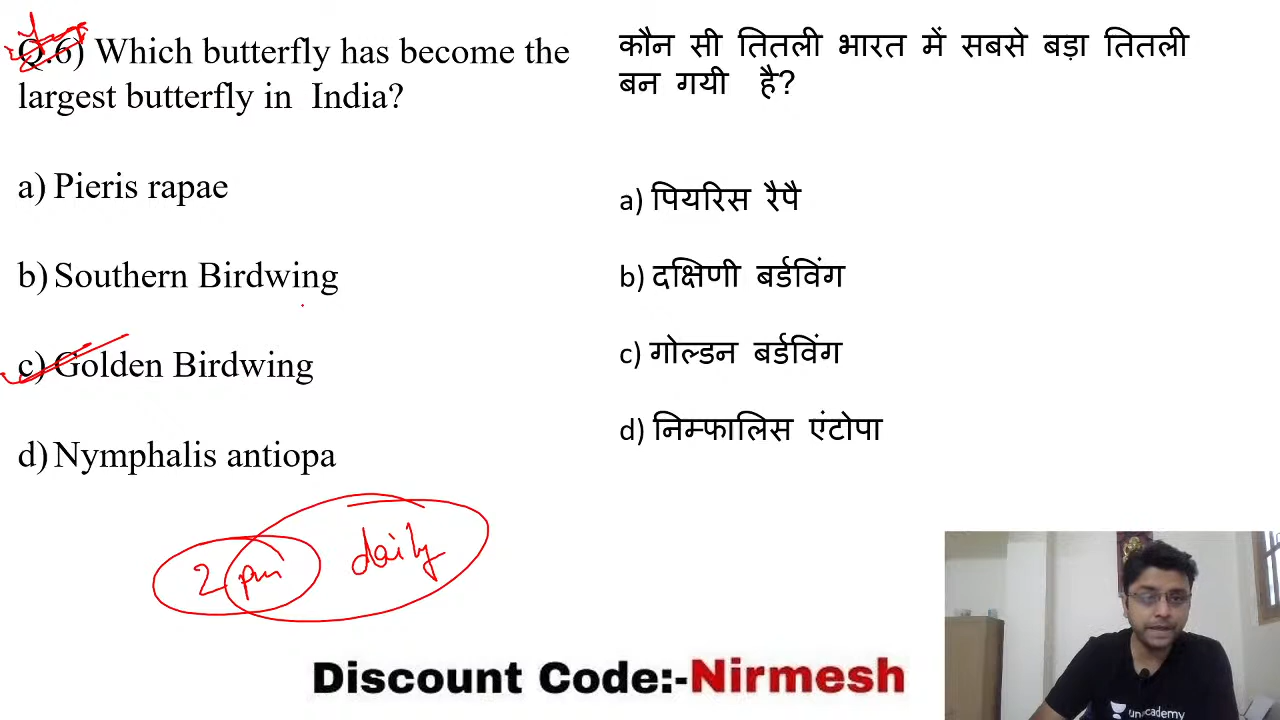 Q.6) Which butterfly has become the
largest butterfly in India?
a) Pieris rapae
b) Southern Birdwing
c) Golden Birdwing
d) Nymphalis antiopa
कौन सी तितली भारत में सबसे बड़ा तितली
बन गयी है?
a) पियरिस रैपै
b) दक्षिणी बर्डविंग
c) गोल्डन बर्डविंग
d) निम्फालिस एंटोपा
2 pm daily
Discount Code:-Nirmesh
unacademy